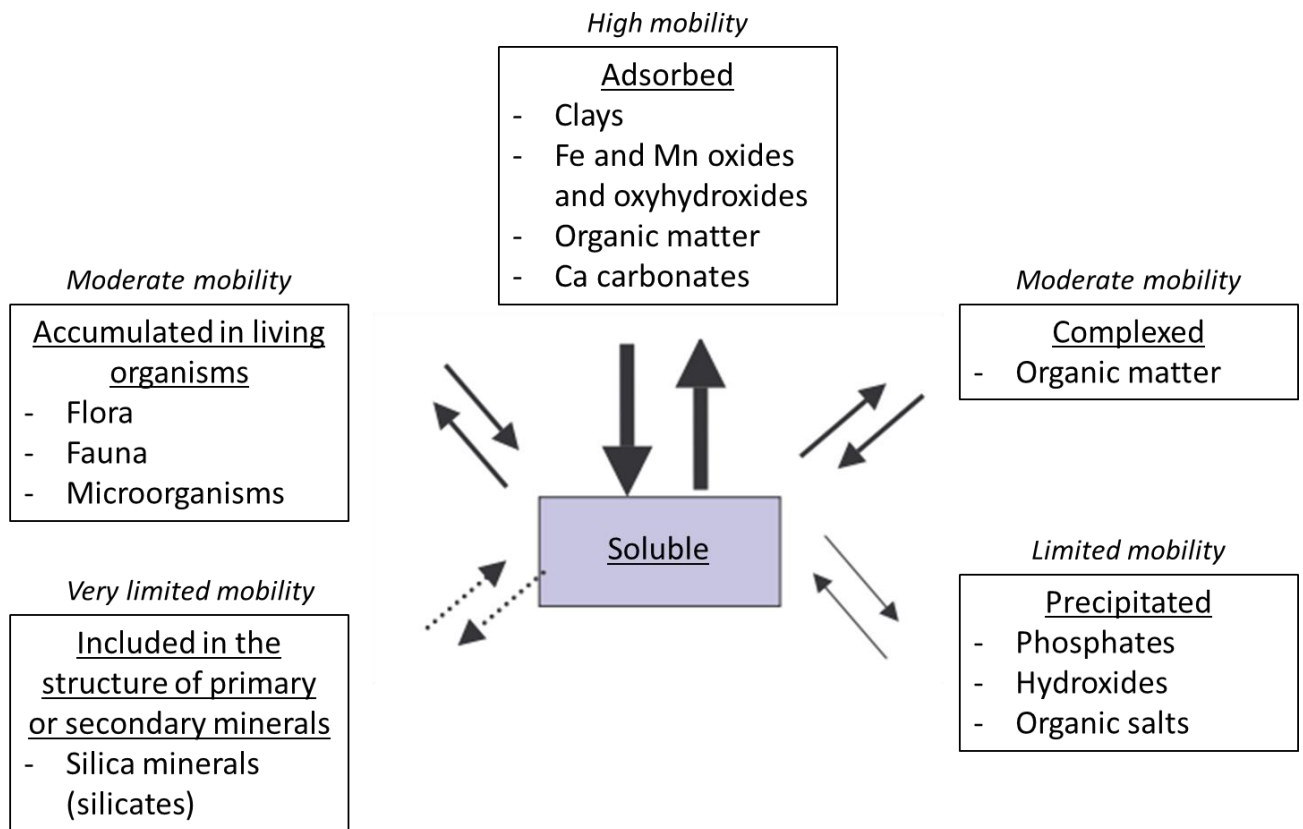 High mobility
Adsorbed
- Clays
- Fe and Mn oxides
and oxyhydroxides
- Organic matter
- Ca carbonates
Moderate mobility
Accumulated in living
organisms
- Flora
- Fauna
- Microorganisms
Moderate mobility
Complexed
- Organic matter
Soluble
Very limited mobility
Included in the
structure of primary
or secondary minerals
- Silica minerals
(silicates)
Limited mobility
Precipitated
- Phosphates
- Hydroxides
- Organic salts